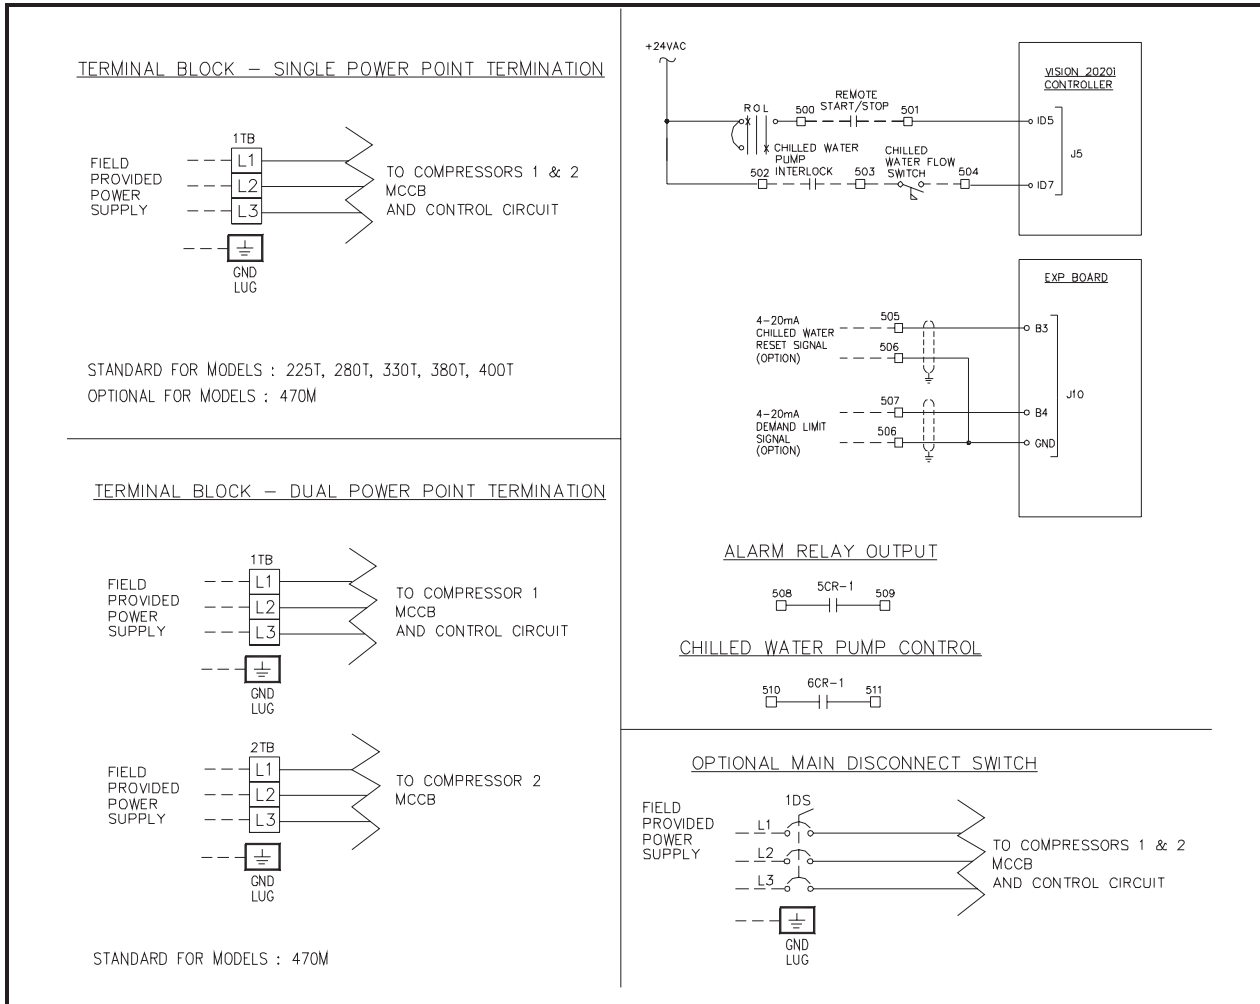 TERMINAL BLOCK – SINGLE POWER POINT TERMINATION
1TB
FIELD
PROVIDED
POWER
SUPPLY
L1
L2
L3
TO COMPRESSORS 1 & 2
MCCB
AND CONTROL CIRCUIT
GND
LUG
STANDARD FOR MODELS : 225T, 280T, 330T, 380T, 400T
OPTIONAL FOR MODELS : 470M
TERMINAL BLOCK – DUAL POWER POINT TERMINATION
1TB
FIELD
PROVIDED
POWER
SUPPLY
L1
L2
L3
TO COMPRESSOR 1
MCCB
AND CONTROL CIRCUIT
GND
LUG
2TB
FIELD
PROVIDED
POWER
SUPPLY
L1
L2
L3
TO COMPRESSOR 2
MCCB
GND
LUG
STANDARD FOR MODELS : 470M
+24VAC
VISION 2020i
CONTROLLER
R O L
500
REMOTE
START/STOP
501
ID5
J5
X
X
CHILLED WATER
PUMP
INTERLOCK
CHILLED
WATER FLOW
SWITCH
502
503
504
ID7
EXP BOARD
4-20mA
CHILLED WATER
RESET SIGNAL
(OPTION)
505
506
B3
J10
4-20mA
DEMAND LIMIT
SIGNAL
(OPTION)
507
506
B4
GND
ALARM RELAY OUTPUT
508
5CR-1
509
CHILLED WATER PUMP CONTROL
510
6CR-1
511
OPTIONAL MAIN DISCONNECT SWITCH
1DS
FIELD
PROVIDED
POWER
SUPPLY
L1
L2
L3
TO COMPRESSORS 1 & 2
MCCB
AND CONTROL CIRCUIT
GND
LUG